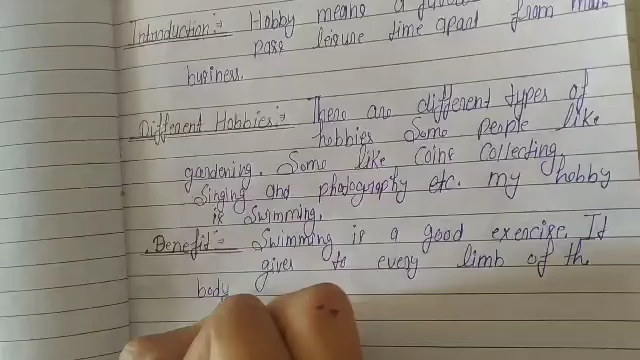 Introduction :- Hobby means a
pass leisure time apart from main
business.
Different Hobbies :- There are different types of
hobbies Some people like
gardening. Some like Coins Collecting,
Singing and photography etc. my hobby
is Swimming.
Benefit :- Swimming is a good exercise. It
gives to every limb of the
body